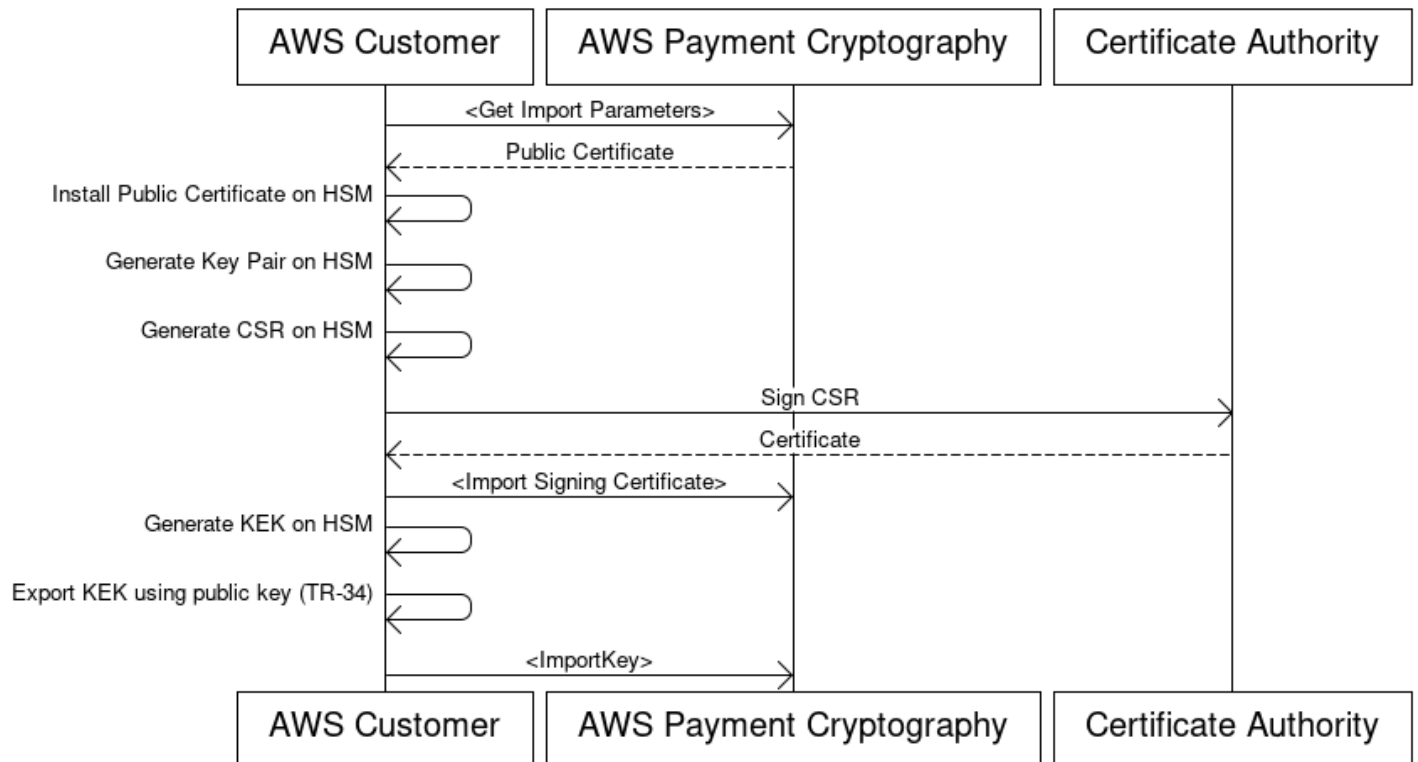 AWS Customer
AWS Payment Cryptography
Certificate Authority
<Get Import Parameters>
Public Certificate
Install Public Certificate on HSM
Generate Key Pair on HSM
Generate CSR on HSM
Sign CSR
Certificate
<Import Signing Certificate>
Generate KEK on HSM
Export KEK using public key (TR-34)
<ImportKey>
AWS Customer
AWS Payment Cryptography
Certificate Authority